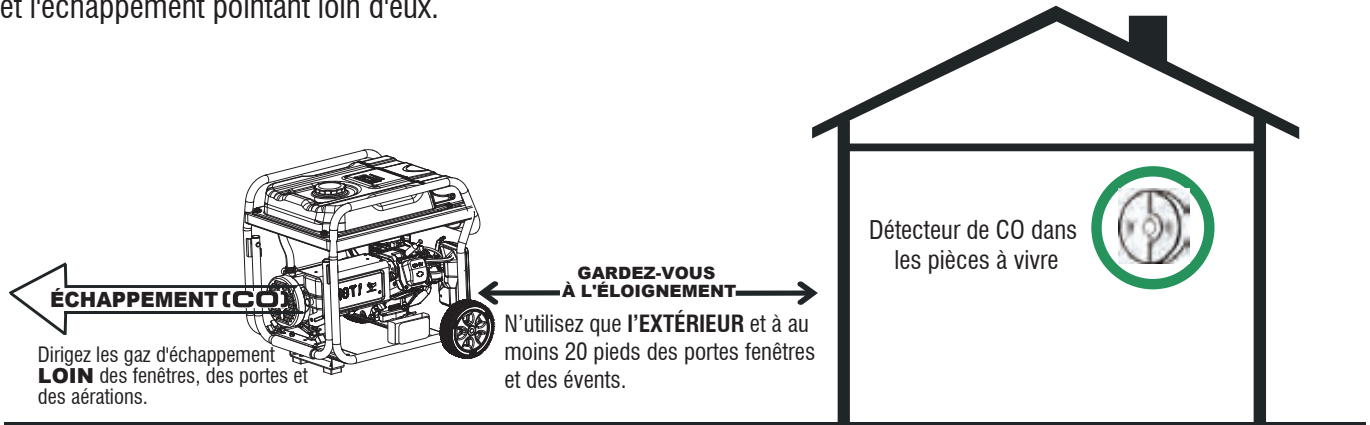 et l'échappement pointant loin d'eux.
Détecteur de CO dans
les pièces à vivre
GARDEZ-VOUS
À L'ÉLOIGNEMENT
ÉCHAPPEMENT (CO)
N’utilisez que l’EXTÉRIEUR et à au
moins 20 pieds des portes fenêtres
et des évents.
Dirigez les gaz d'échappement
LOIN des fenêtres, des portes et
des aérations.